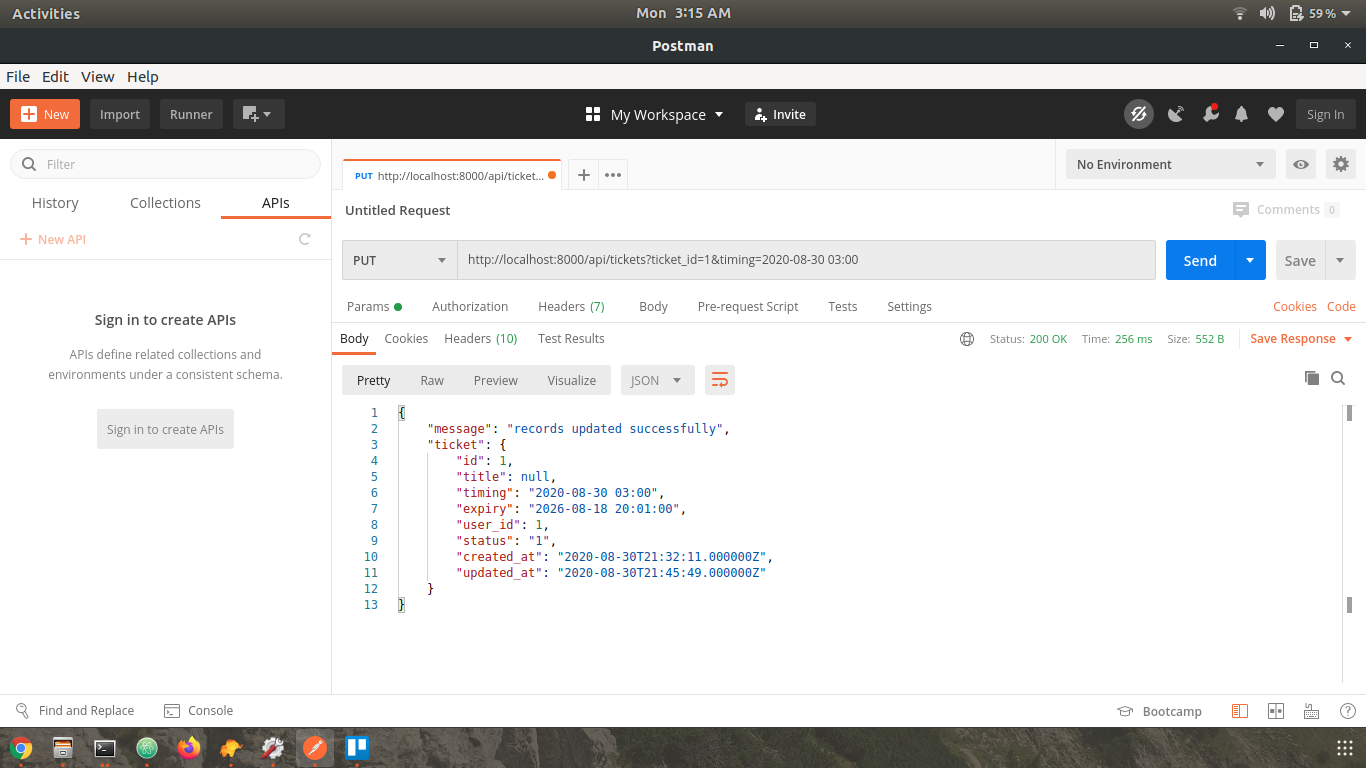 Activities
Mon 3:15 AM
59 %
Postman
File Edit View Help
New
Import
Runner
My Workspace
Invite
Sign In
Filter
History
Collections
APIs
New API
Sign in to create APIs
APIs define related collections and
environments under a consistent schema.
Sign in to create APIs
PUT http://localhost:8000/api/ticket...
No Environment
Untitled Request
Comments 0
PUT
http://localhost:8000/api/tickets?ticket_id=1&timing=2020-08-30 03:00
Send
Save
Params
Authorization
Headers (7)
Body
Pre-request Script
Tests
Settings
Cookies
Code
Body
Cookies
Headers (10)
Test Results
Status: 200 OK
Time: 256 ms
Size: 552 B
Save Response
Pretty
Raw
Preview
Visualize
JSON
1 {
2 "message": "records updated successfully",
3 "ticket": {
4 "id": 1,
5 "title": null,
6 "timing": "2020-08-30 03:00",
7 "expiry": "2026-08-18 20:01:00",
8 "user_id": 1,
9 "status": "1",
10 "created_at": "2020-08-30T21:32:11.000000Z",
11 "updated_at": "2020-08-30T21:45:49.000000Z"
12 }
13 }
Find and Replace
Console
Bootcamp